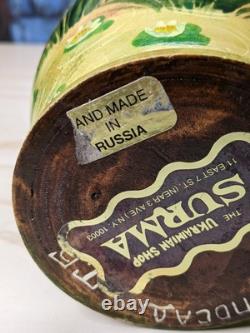 AND MADE
IN
RUSSIA
THE UKRAINIAN SHOP
SURMA
11 EAST 7 ST. (NEAR 3 AVE.) N.Y. 10003